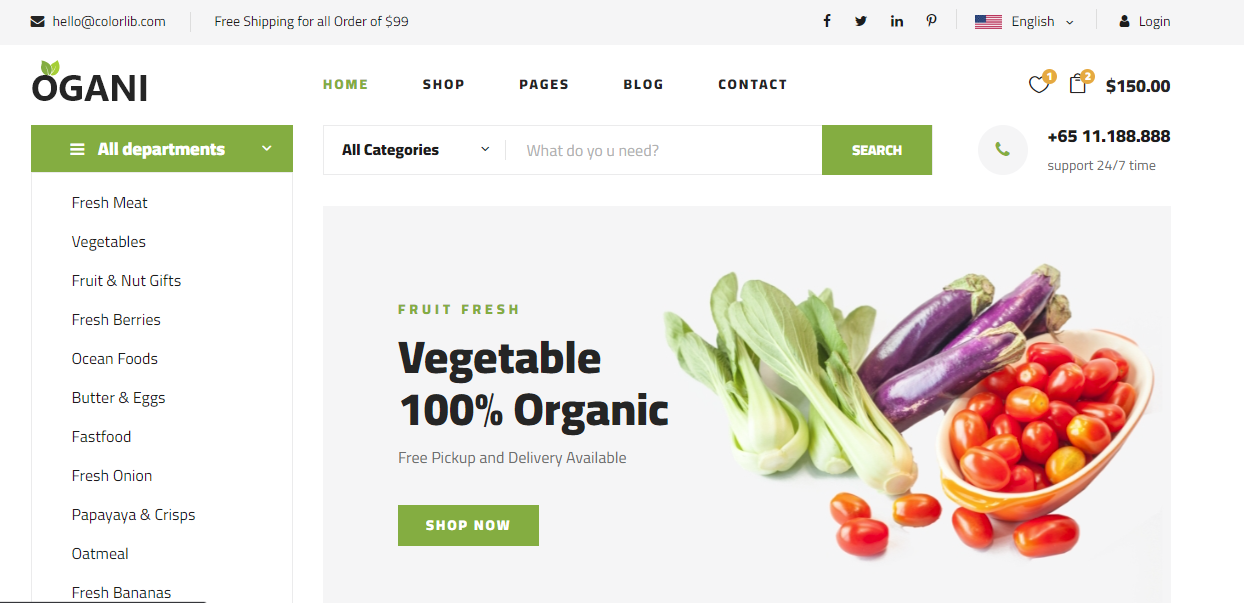 hello@colorlib.com Free Shipping for all Order of $99 English Login
OGANI HOME SHOP PAGES BLOG CONTACT 1 2 $150.00
All departments All Categories What do yo u need? SEARCH +65 11.188.888
support 24/7 time
Fresh Meat
Vegetables
Fruit & Nut Gifts
Fresh Berries
Ocean Foods
Butter & Eggs
Fastfood
Fresh Onion
Papayaya & Crisps
Oatmeal
Fresh Bananas
FRUIT FRESH
Vegetable
100% Organic
Free Pickup and Delivery Available
SHOP NOW